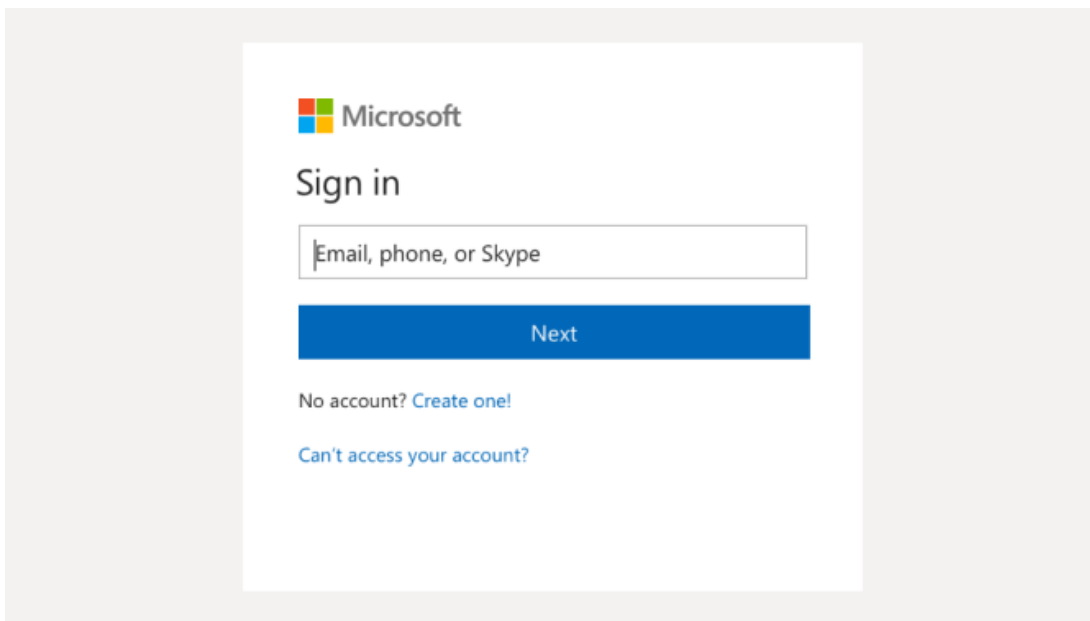 Microsoft
Sign in
Email, phone, or Skype
Next
No account? Create one!
Can't access your account?